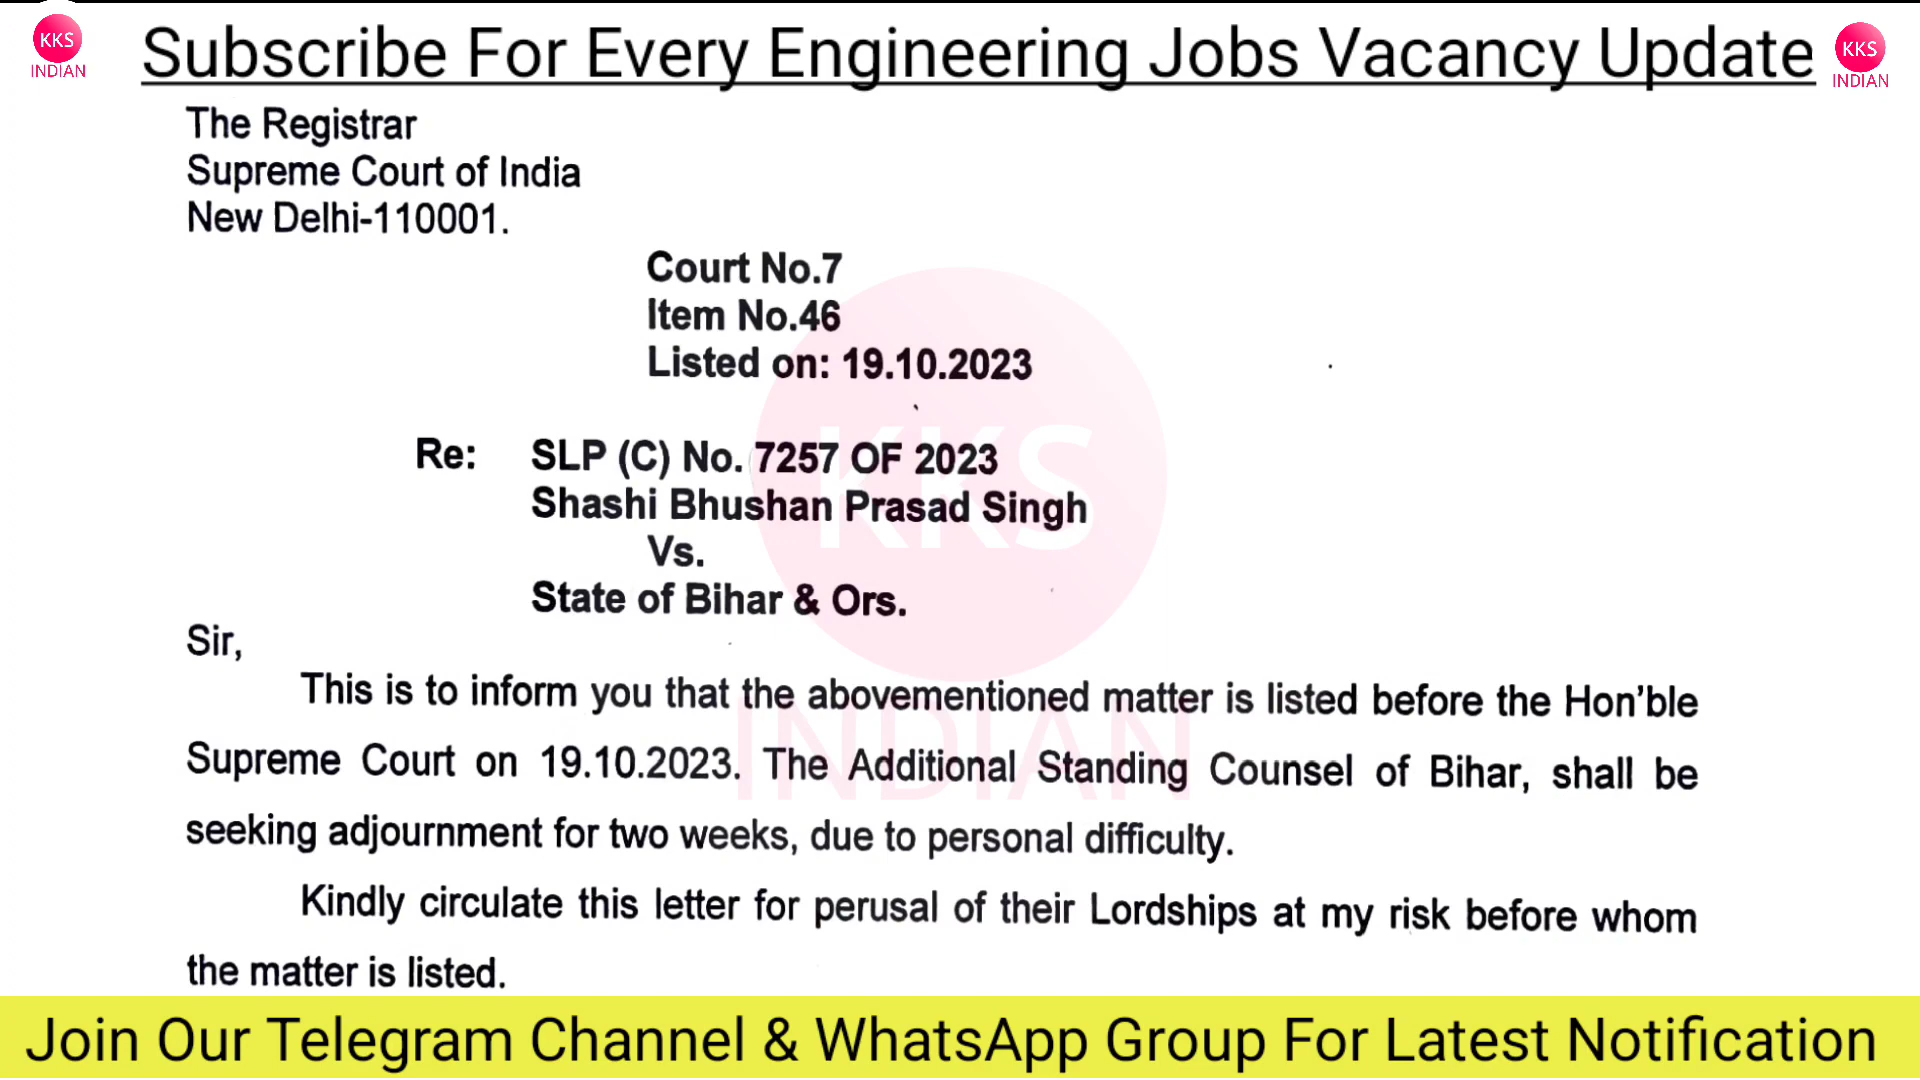 KKS
INDIAN
Subscribe For Every Engineering Jobs Vacancy Update
KKS
INDIAN
The Registrar
Supreme Court of India
New Delhi-110001.
Court No.7
Item No.46
Listed on: 19.10.2023
Re: SLP (C) No. 7257 OF 2023
Shashi Bhushan Prasad Singh
Vs.
State of Bihar & Ors.
KKS
INDIAN
Sir,
This is to inform you that the abovementioned matter is listed before the Hon'ble
Supreme Court on 19.10.2023. The Additional Standing Counsel of Bihar, shall be
seeking adjournment for two weeks, due to personal difficulty.
Kindly circulate this letter for perusal of their Lordships at my risk before whom
the matter is listed.
Join Our Telegram Channel & WhatsApp Group For Latest Notification